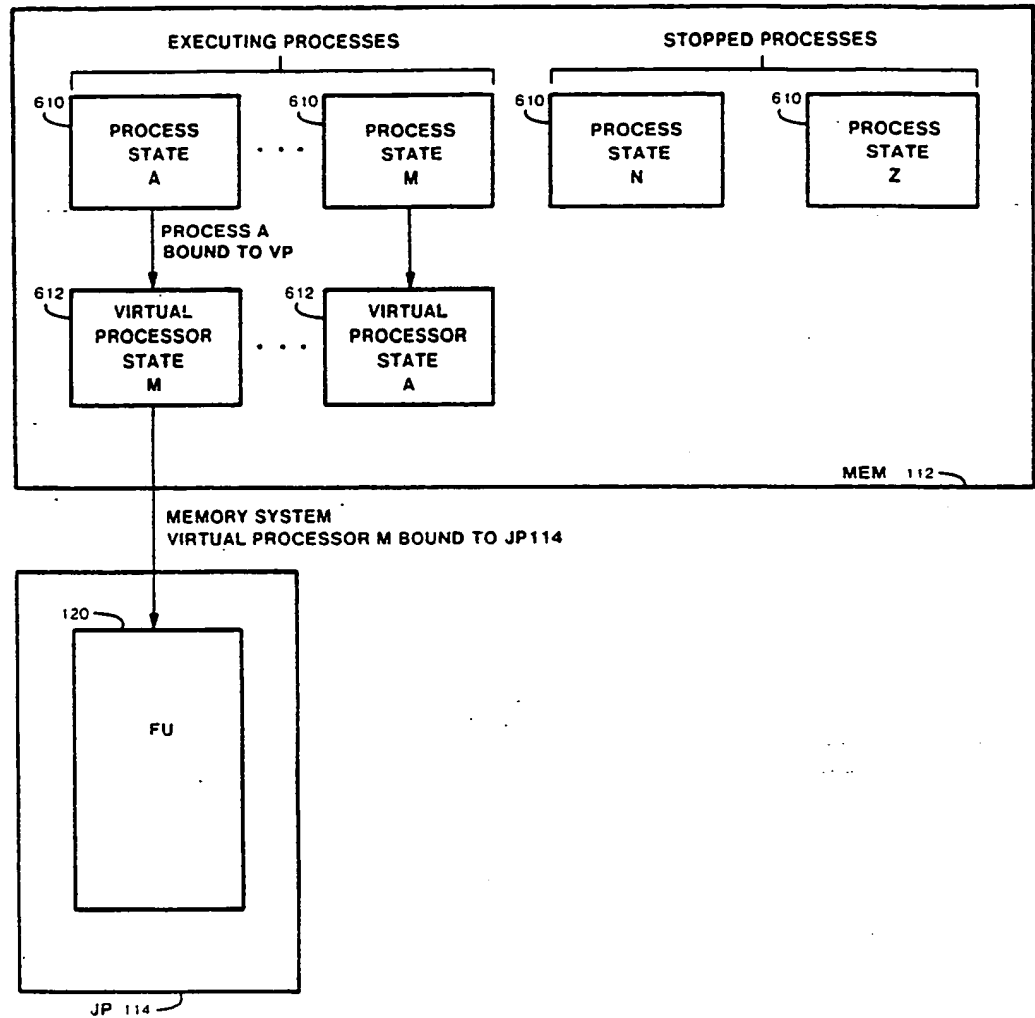 EXECUTING PROCESSES
STOPPED PROCESSES
610
PROCESS
STATE
A
. . .
610
PROCESS
STATE
M
610
PROCESS
STATE
N
610
PROCESS
STATE
Z
PROCESS A
BOUND TO VP
612
VIRTUAL
PROCESSOR
STATE
M
. . .
612
VIRTUAL
PROCESSOR
STATE
A
MEM 112
MEMORY SYSTEM
VIRTUAL PROCESSOR M BOUND TO JP114
120
FU
JP 114